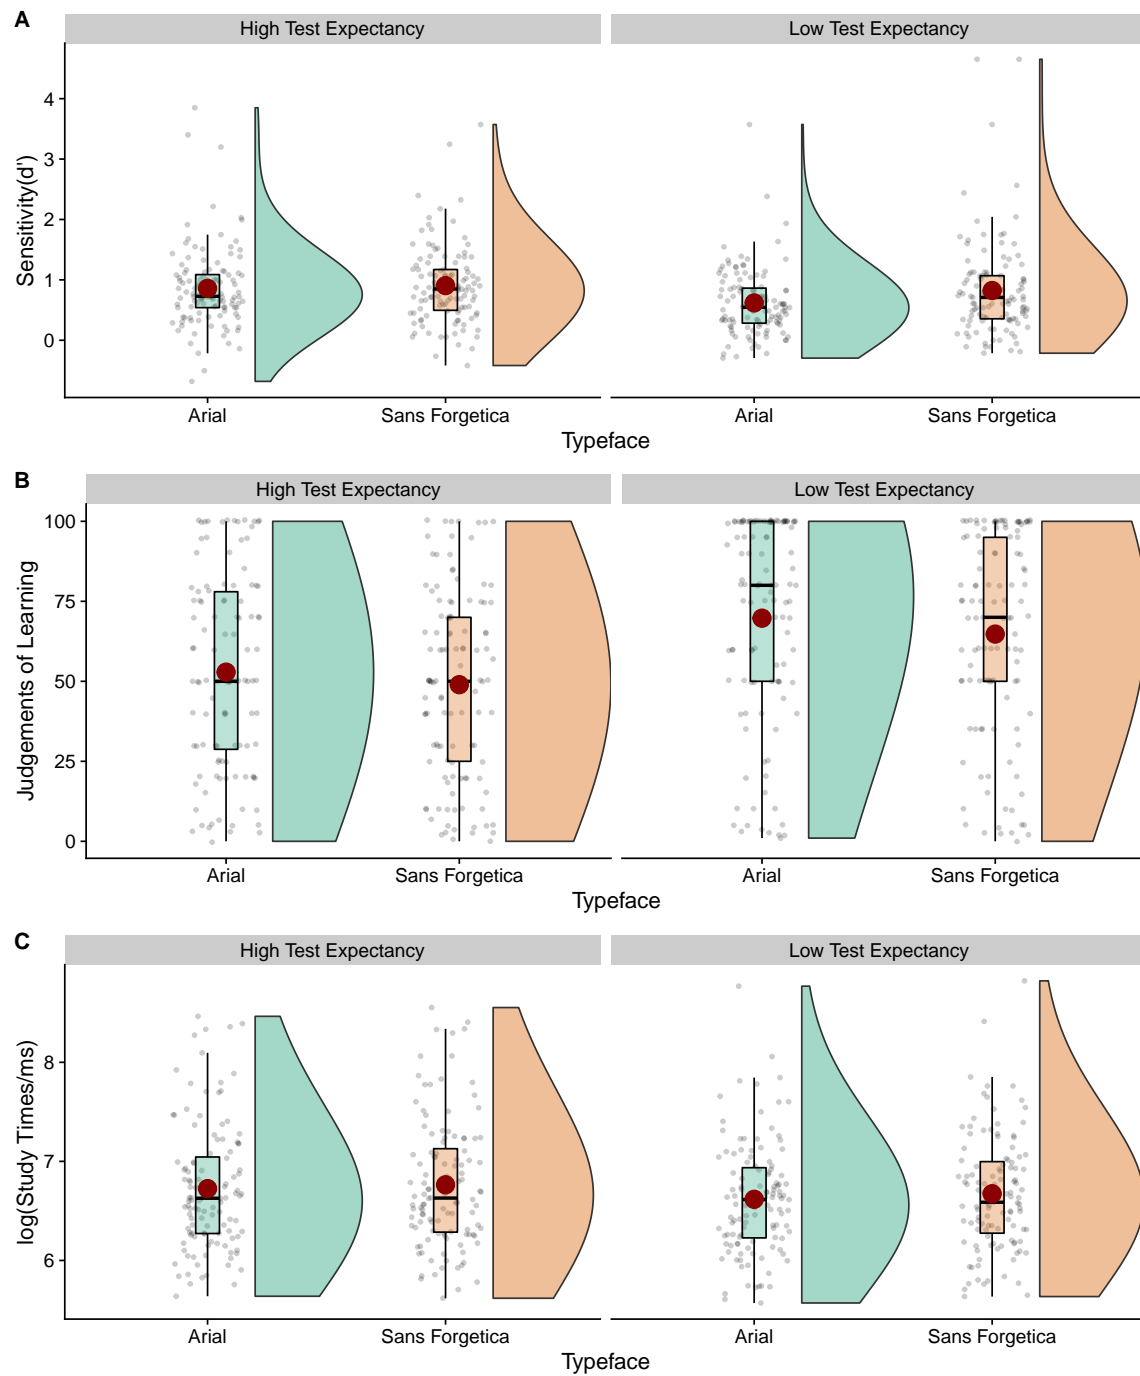 A
High Test Expectancy
Low Test Expectancy
Sensitivity(d')
4
3
2
1
0
Arial
Sans Forgetica
Arial
Sans Forgetica
Typeface
B
High Test Expectancy
Low Test Expectancy
Judgements of Learning
100
75
50
25
0
Arial
Sans Forgetica
Arial
Sans Forgetica
Typeface
C
High Test Expectancy
Low Test Expectancy
log(Study Times/ms)
8
7
6
Arial
Sans Forgetica
Arial
Sans Forgetica
Typeface